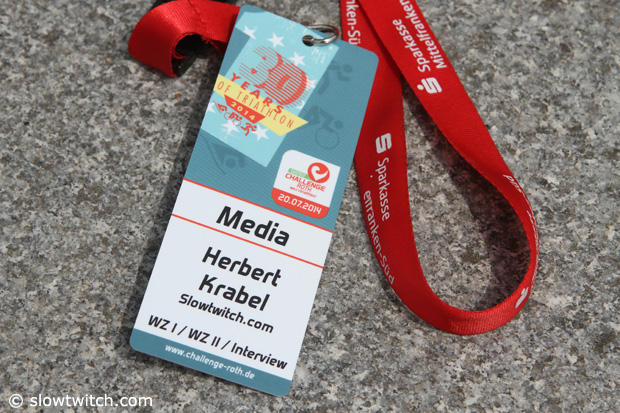 30
YEARS
OF TRIATHLON
2014
CHALLENGE
ROTH
20.07.2014
Media
Herbert
Krabel
Slowtwitch.com
WZ I / WZ II / Interview
www.challenge-roth.de
Sparkasse
Mittelfranken-Süd
Sparkasse
elfranken-Süd
© slowtwitch.com